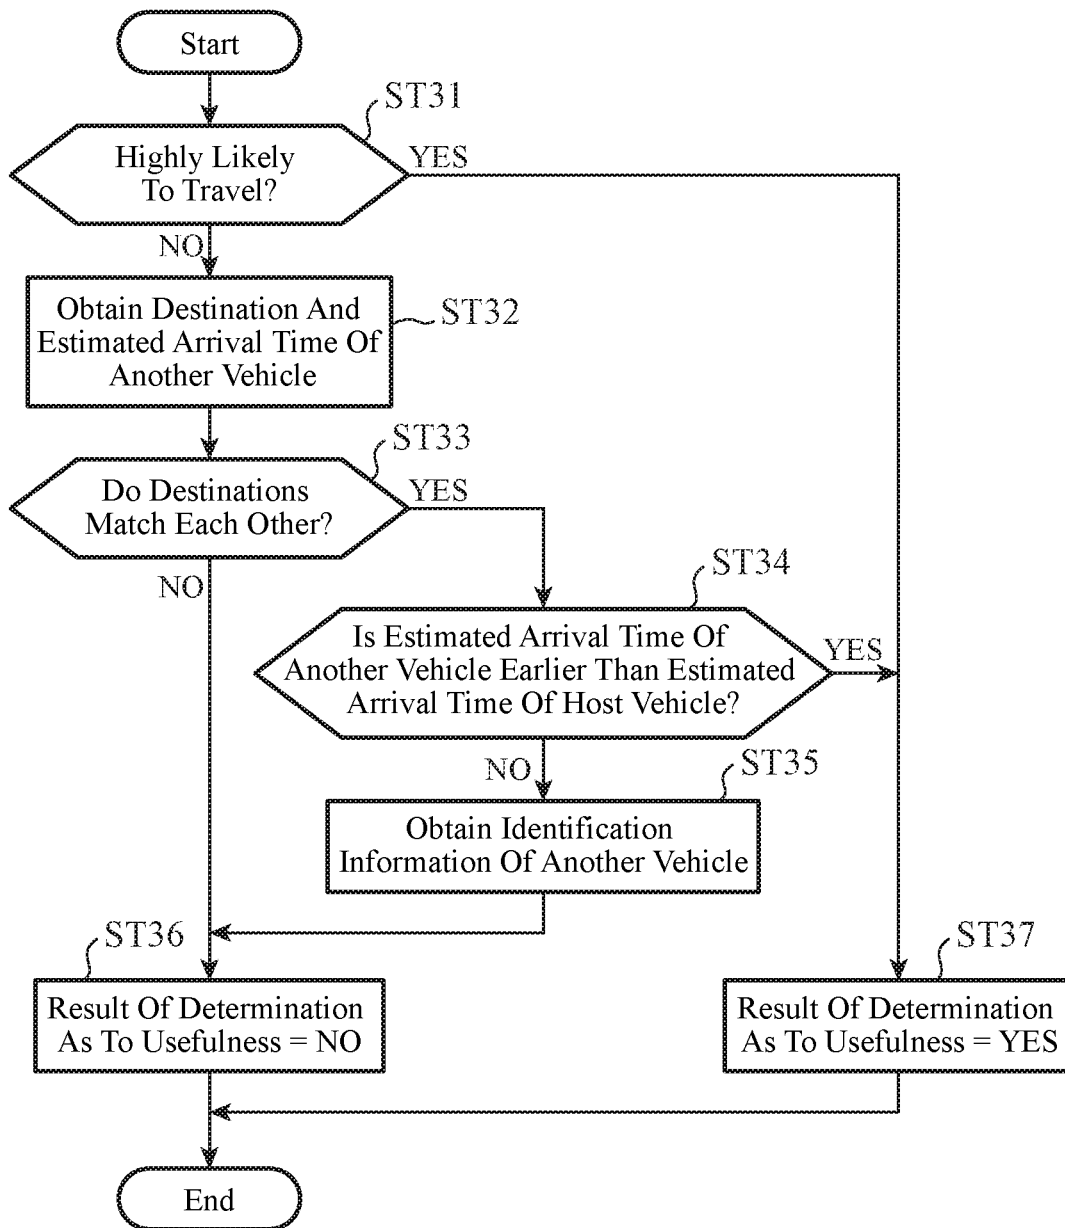 Start
ST31
Highly Likely
To Travel?
YES
NO
Obtain Destination And
Estimated Arrival Time Of
Another Vehicle
ST32
ST33
Do Destinations
Match Each Other?
YES
NO
ST34
Is Estimated Arrival Time Of
Another Vehicle Earlier Than Estimated
Arrival Time Of Host Vehicle?
YES
NO
ST35
Obtain Identification
Information Of Another Vehicle
ST36
Result Of Determination
As To Usefulness = NO
ST37
Result Of Determination
As To Usefulness = YES
End